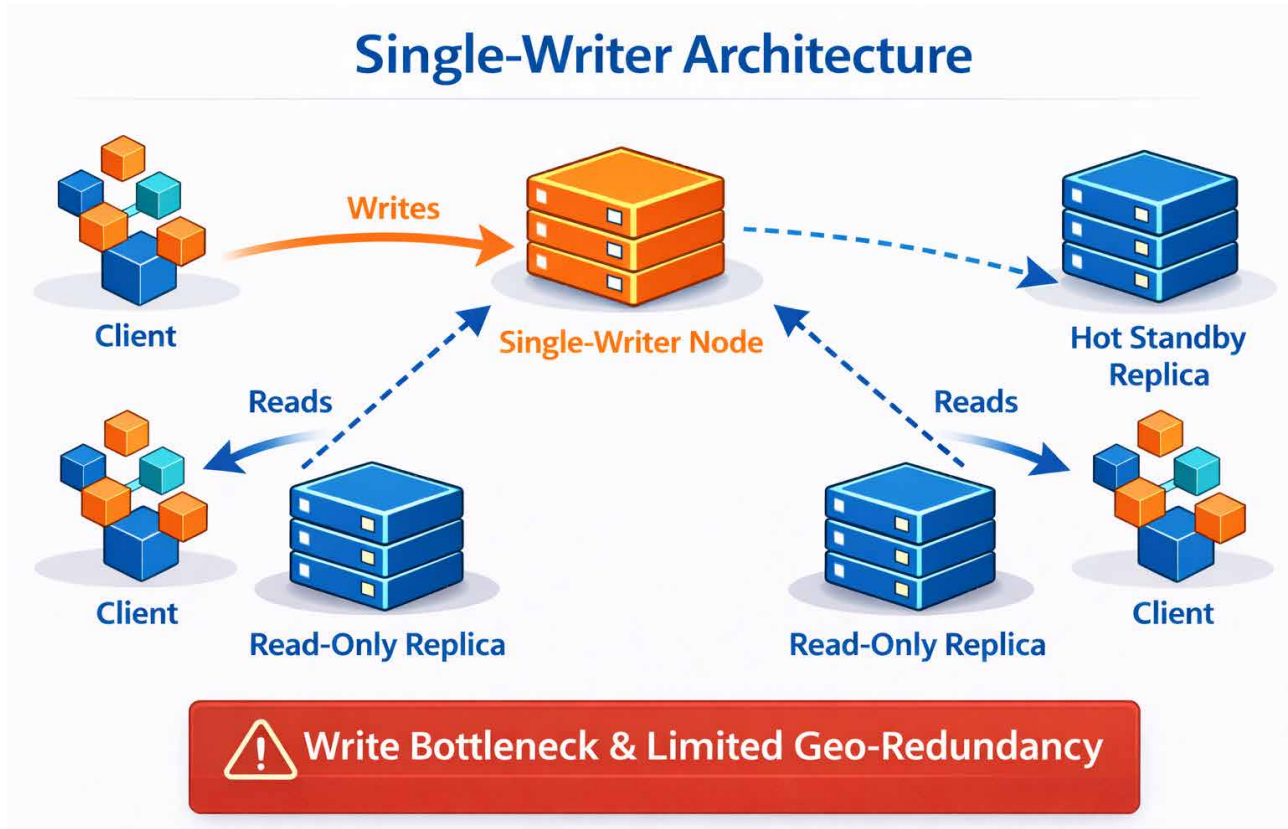 Single-Writer Architecture
Writes
Client
Single-Writer Node
Hot Standby
Replica
Reads
Reads
Client
Read-Only Replica
Read-Only Replica
Client
Write Bottleneck & Limited Geo-Redundancy